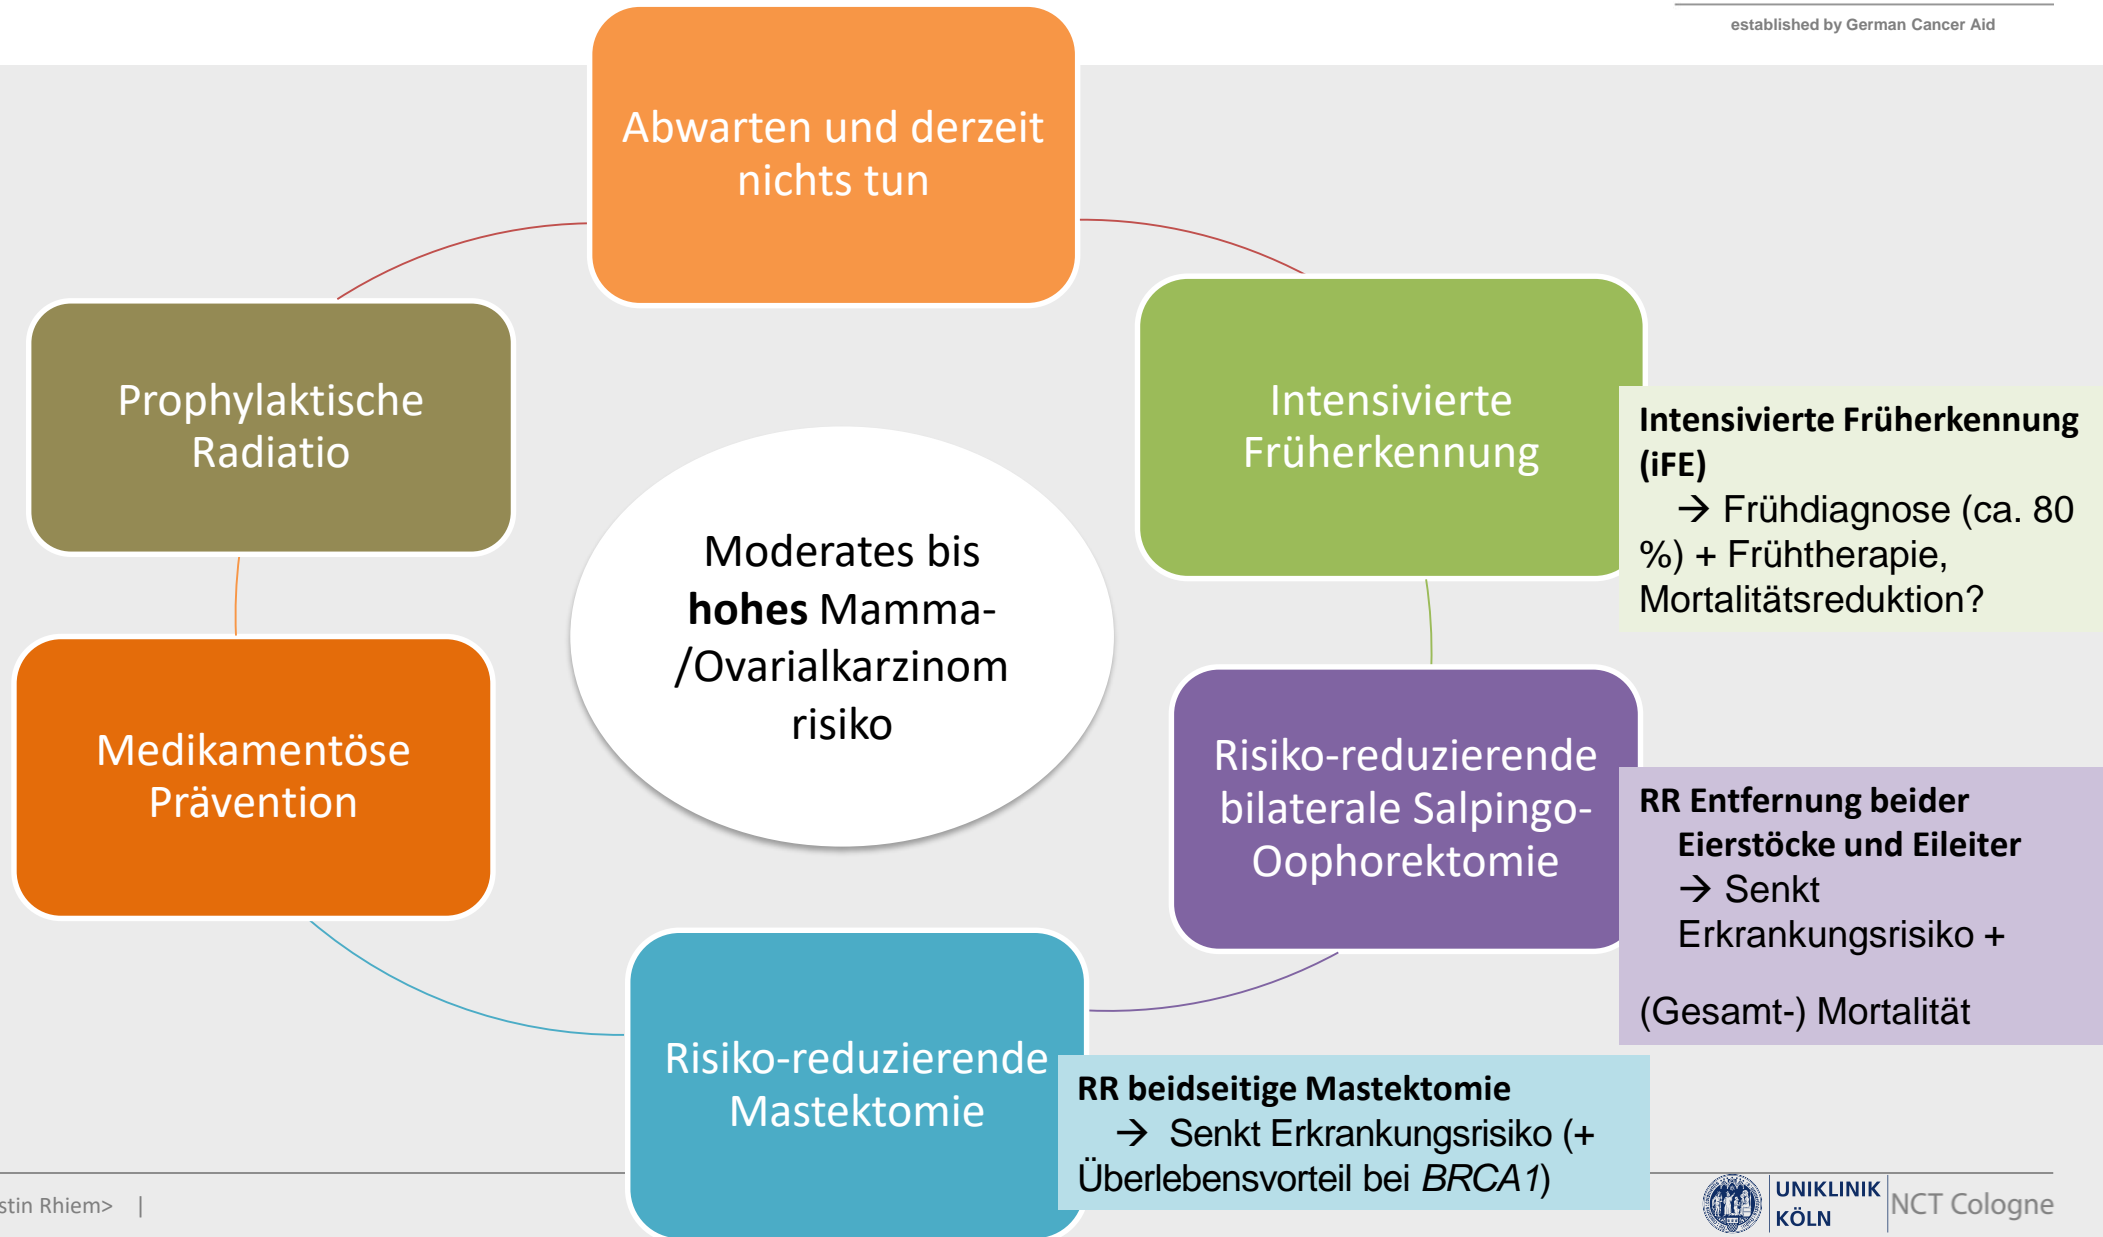 established by German Cancer Aid
Abwarten und derzeit
nichts tun
Intensivierte
Früherkennung
Intensivierte Früherkennung
(iFE)
→ Frühdiagnose (ca. 80
%) + Frühtherapie,
Mortalitätsreduktion?
Prophylaktische
Radiatio
Moderates bis
hohes Mamma-
/Ovarialkarzinom
risiko
Medikamentöse
Prävention
Risiko-reduzierende
bilaterale Salpingo-
Oophorektomie
RR Entfernung beider
Eierstöcke und Eileiter
→ Senkt
Erkrankungsrisiko +
(Gesamt-) Mortalität
Risiko-reduzierende
Mastektomie
RR beidseitige Mastektomie
→ Senkt Erkrankungsrisiko (+
Überlebensvorteil bei BRCA1)
stin Rhiem> |
UNIKLINIK
KÖLN
NCT Cologne